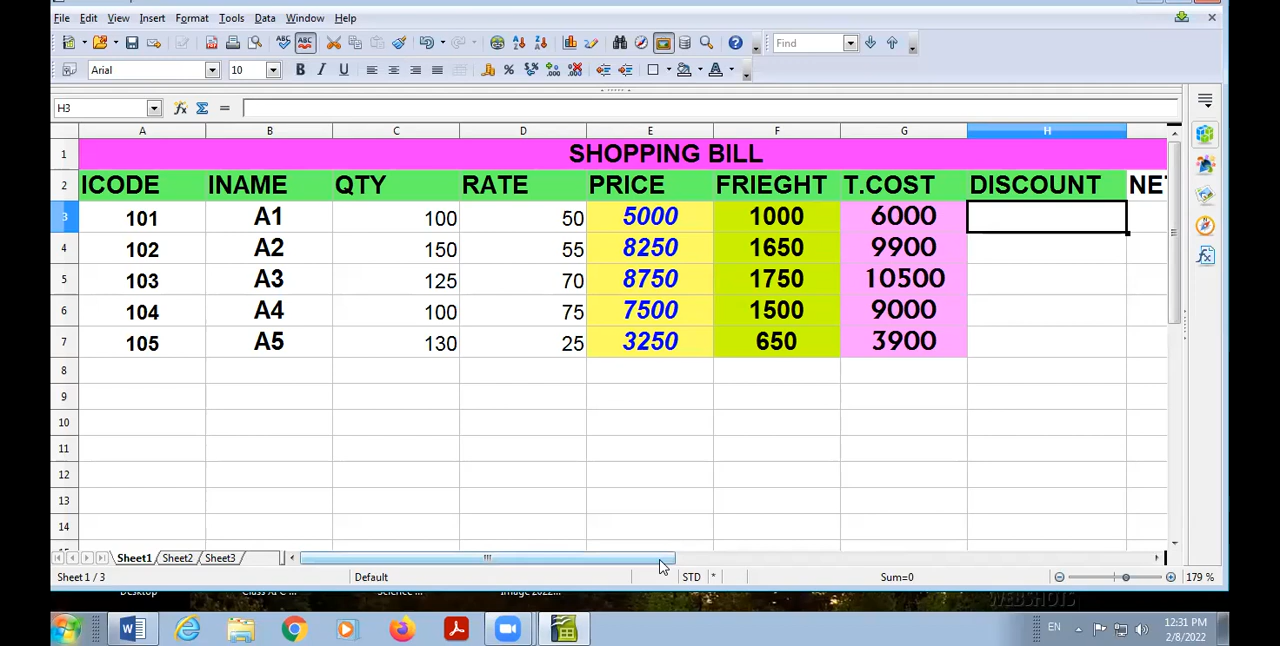 File Edit View Insert Format Tools Data Window Help
Find
Arial 10
H3
A B C D E F G H
1 SHOPPING BILL
2 ICODE INAME QTY RATE PRICE FRIEGHT T.COST DISCOUNT NET
3 101 A1 100 50 5000 1000 6000
4 102 A2 150 55 8250 1650 9900
5 103 A3 125 70 8750 1750 10500
6 104 A4 100 75 7500 1500 9000
7 105 A5 130 25 3250 650 3900
8
9
10
11
12
13
14
Sheet1 Sheet2 Sheet3
Sheet 1 / 3 Default STD * Sum=0 179 %
Desktop
WEBSHOTS
EN 12:31 PM
2/8/2022